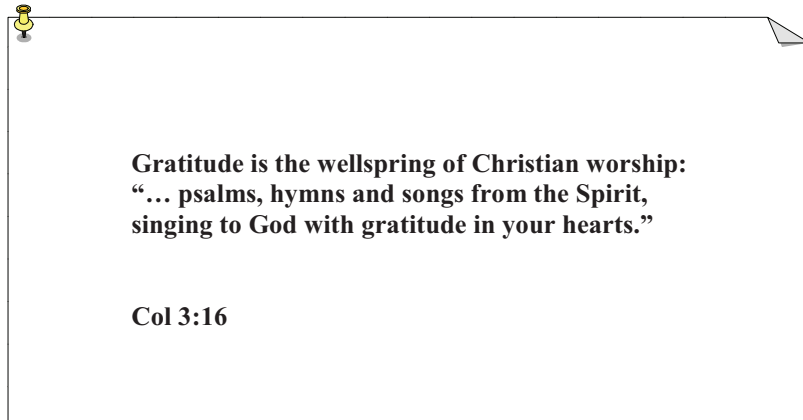 Gratitude is the wellspring of Christian worship:
“… psalms, hymns and songs from the Spirit,
singing to God with gratitude in your hearts.”
Col 3:16